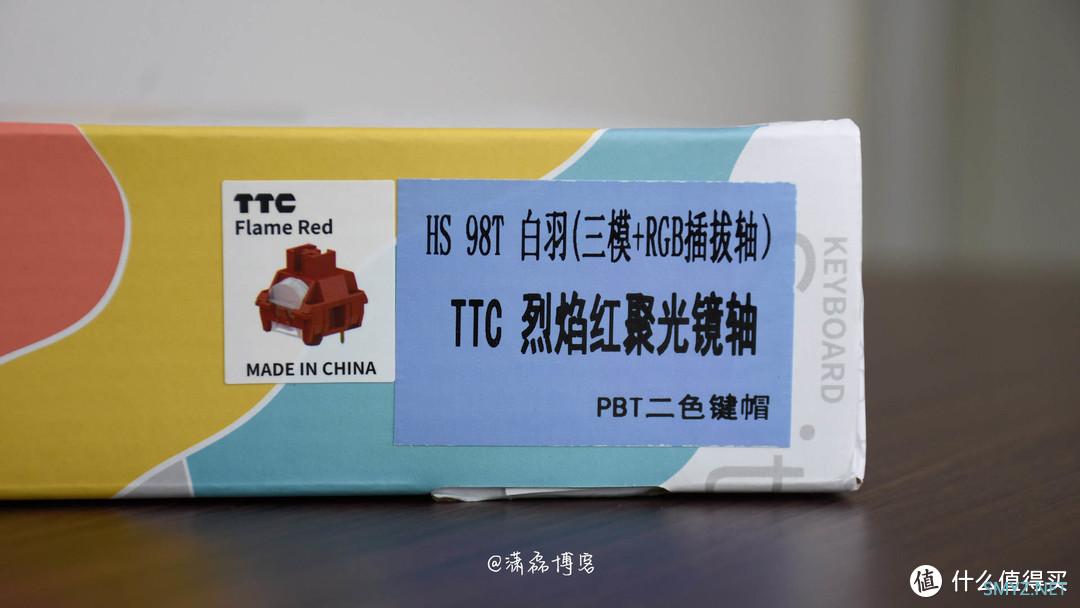 TTC
Flame Red
MADE IN CHINA
HS 98T 白羽(三模+RGB插拔轴)
TTC 烈焰红聚光镜轴
PBT二色键帽
KEYBOARD
@潇磊博客
值 什么值得买
SMYZ.NET